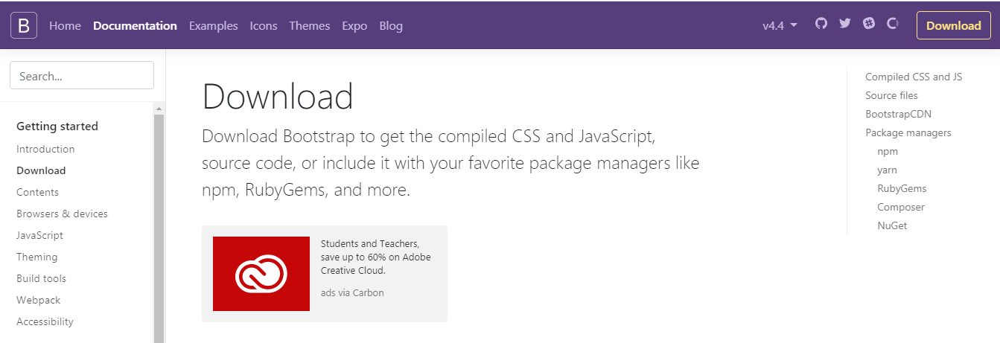 B Home Documentation Examples Icons Themes Expo Blog v4.4 Download
Search...
Getting started
Introduction
Download
Contents
Browsers & devices
JavaScript
Theming
Build tools
Webpack
Accessibility
Download
Download Bootstrap to get the compiled CSS and JavaScript,
source code, or include it with your favorite package managers like
npm, RubyGems, and more.
Students and Teachers,
save up to 60% on Adobe
Creative Cloud.
ads via Carbon
Compiled CSS and JS
Source files
BootstrapCDN
Package managers
npm
yarn
RubyGems
Composer
NuGet